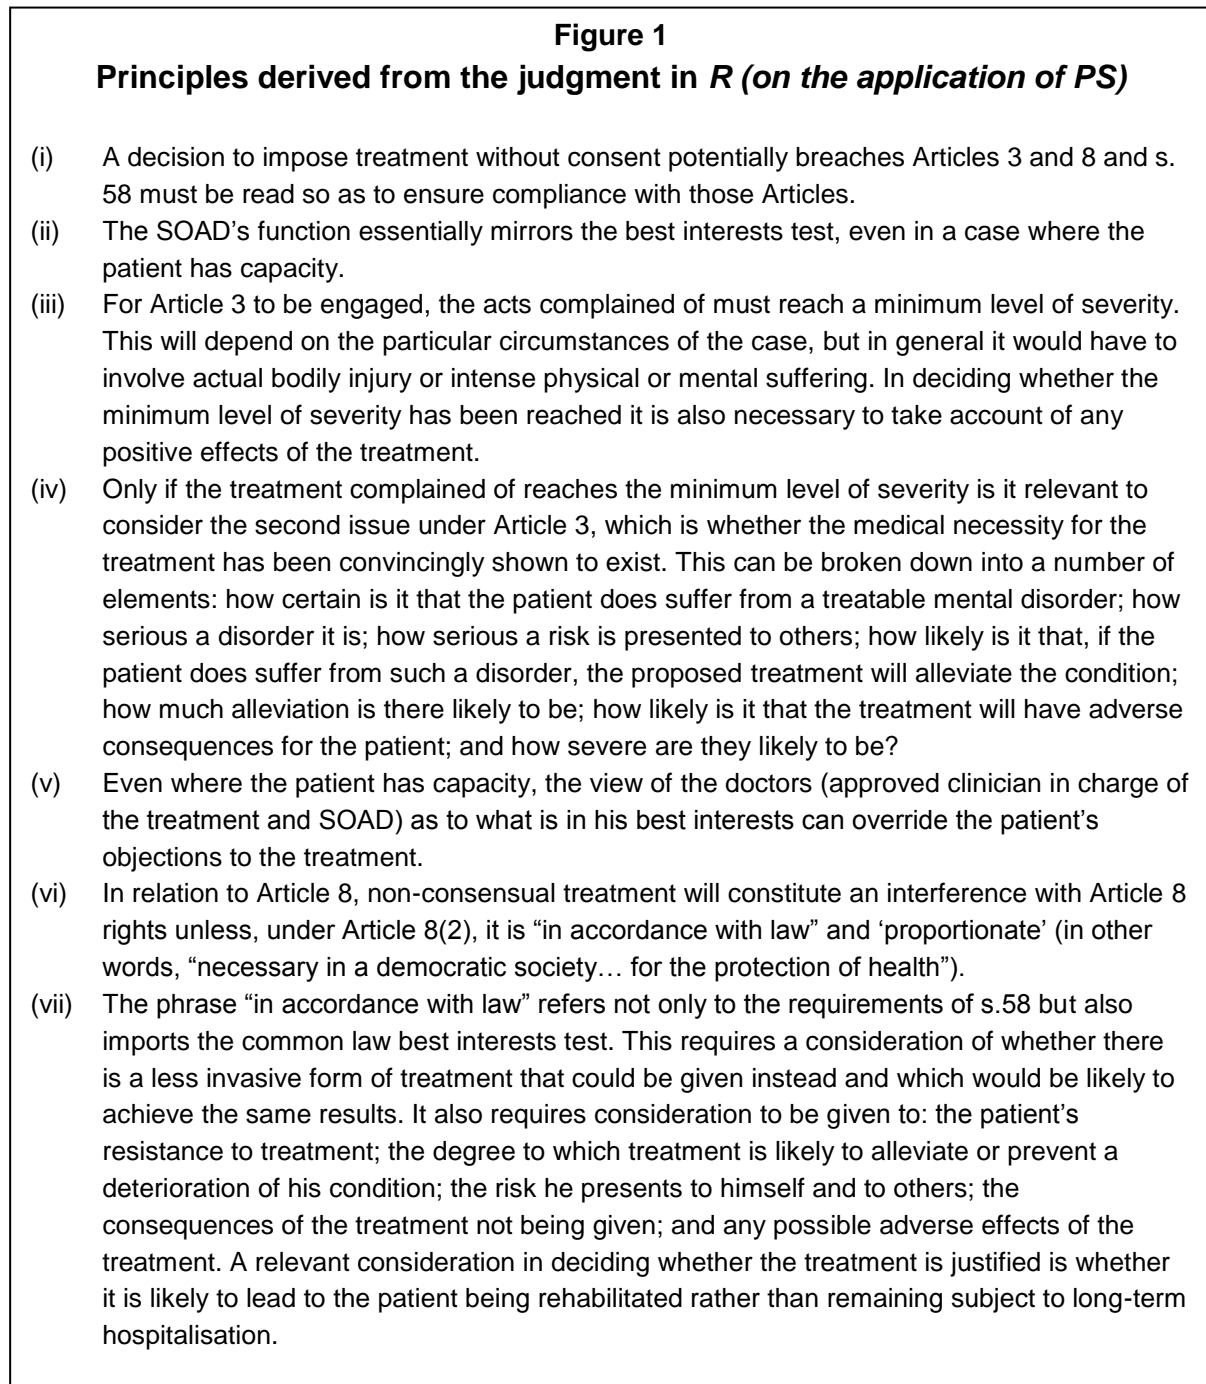 Figure 1
Principles derived from the judgment in R (on the application of PS)
(i) A decision to impose treatment without consent potentially breaches Articles 3 and 8 and s.
58 must be read so as to ensure compliance with those Articles.
(ii) The SOAD's function essentially mirrors the best interests test, even in a case where the
patient has capacity.
(iii) For Article 3 to be engaged, the acts complained of must reach a minimum level of severity.
This will depend on the particular circumstances of the case, but in general it would have to
involve actual bodily injury or intense physical or mental suffering. In deciding whether the
minimum level of severity has been reached it is also necessary to take account of any
positive effects of the treatment.
(iv) Only if the treatment complained of reaches the minimum level of severity is it relevant to
consider the second issue under Article 3, which is whether the medical necessity for the
treatment has been convincingly shown to exist. This can be broken down into a number of
elements: how certain is it that the patient does suffer from a treatable mental disorder; how
serious a disorder it is; how serious a risk is presented to others; how likely is it that, if the
patient does suffer from such a disorder, the proposed treatment will alleviate the condition;
how much alleviation is there likely to be; how likely is it that the treatment will have adverse
consequences for the patient; and how severe are they likely to be?
(v) Even where the patient has capacity, the view of the doctors (approved clinician in charge of
the treatment and SOAD) as to what is in his best interests can override the patient's
objections to the treatment.
(vi) In relation to Article 8, non-consensual treatment will constitute an interference with Article 8
rights unless, under Article 8(2), it is “in accordance with law” and ‘proportionate’ (in other
words, “necessary in a democratic society… for the protection of health”).
(vii) The phrase “in accordance with law” refers not only to the requirements of s.58 but also
imports the common law best interests test. This requires a consideration of whether there
is a less invasive form of treatment that could be given instead and which would be likely to
achieve the same results. It also requires consideration to be given to: the patient's
resistance to treatment; the degree to which treatment is likely to alleviate or prevent a
deterioration of his condition; the risk he presents to himself and to others; the
consequences of the treatment not being given; and any possible adverse effects of the
treatment. A relevant consideration in deciding whether the treatment is justified is whether
it is likely to lead to the patient being rehabilitated rather than remaining subject to long-term
hospitalisation.